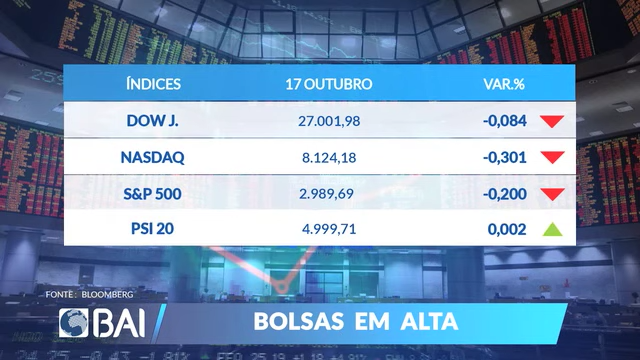 ÍNDICES 17 OUTUBRO VAR.%
DOW J. 27.001,98 -0,084
NASDAQ 8.124,18 -0,301
S&P 500 2.989,69 -0,200
PSI 20 4.999,71 0,002
FONTE: BLOOMBERG
BAI BOLSAS EM ALTA